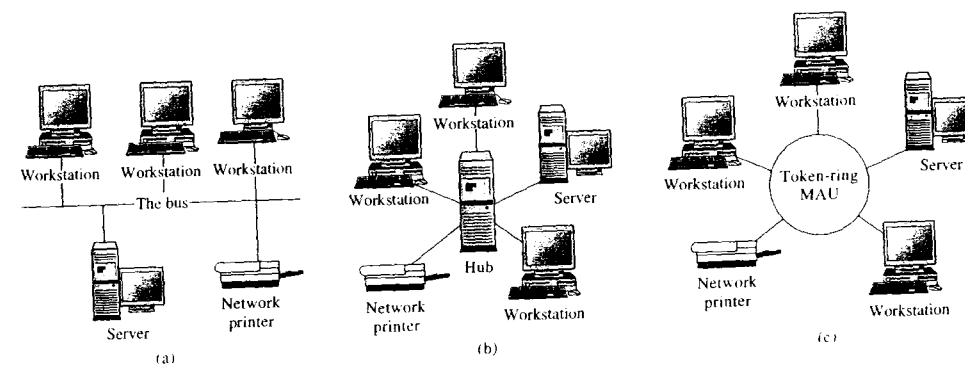 Workstation
Workstation
Workstation
The bus
Server
Network
printer
(a)
Workstation
Workstation
Server
Hub
Network
printer
Workstation
(b)
Workstation
Workstation
Server
Token-ring
MAU
Network
printer
Workstation
(c)